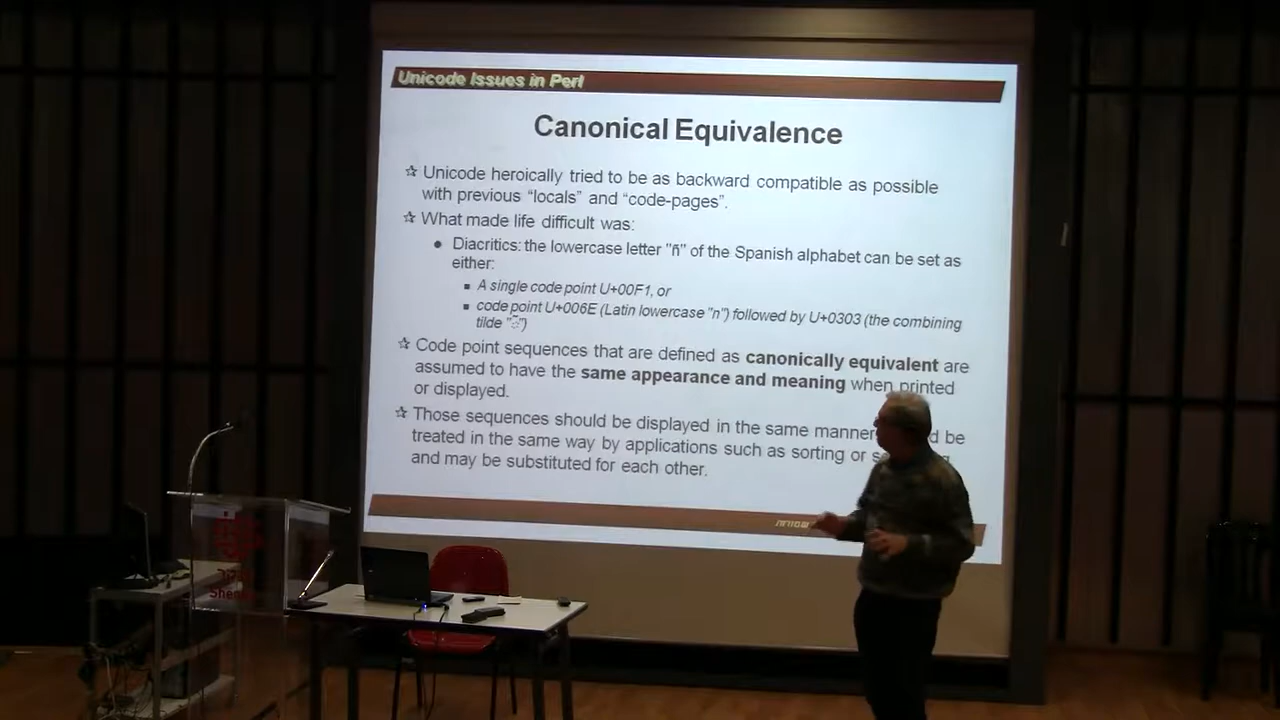 Unicode Issues in Perl
Canonical Equivalence
Unicode heroically tried to be as backward compatible as possible
with previous “locals” and “code-pages”.
What made life difficult was:
Diacritics: the lowercase letter "ñ" of the Spanish alphabet can be set as
either:
A single code point U+00F1, or
code point U+006E (Latin lowercase "n") followed by U+0303 (the combining
tilde "◌̃")
Code point sequences that are defined as canonically equivalent are
assumed to have the same appearance and meaning when printed
or displayed.
Those sequences should be displayed in the same manner be
treated in the same way by applications such as sorting or
and may be substituted for each other.